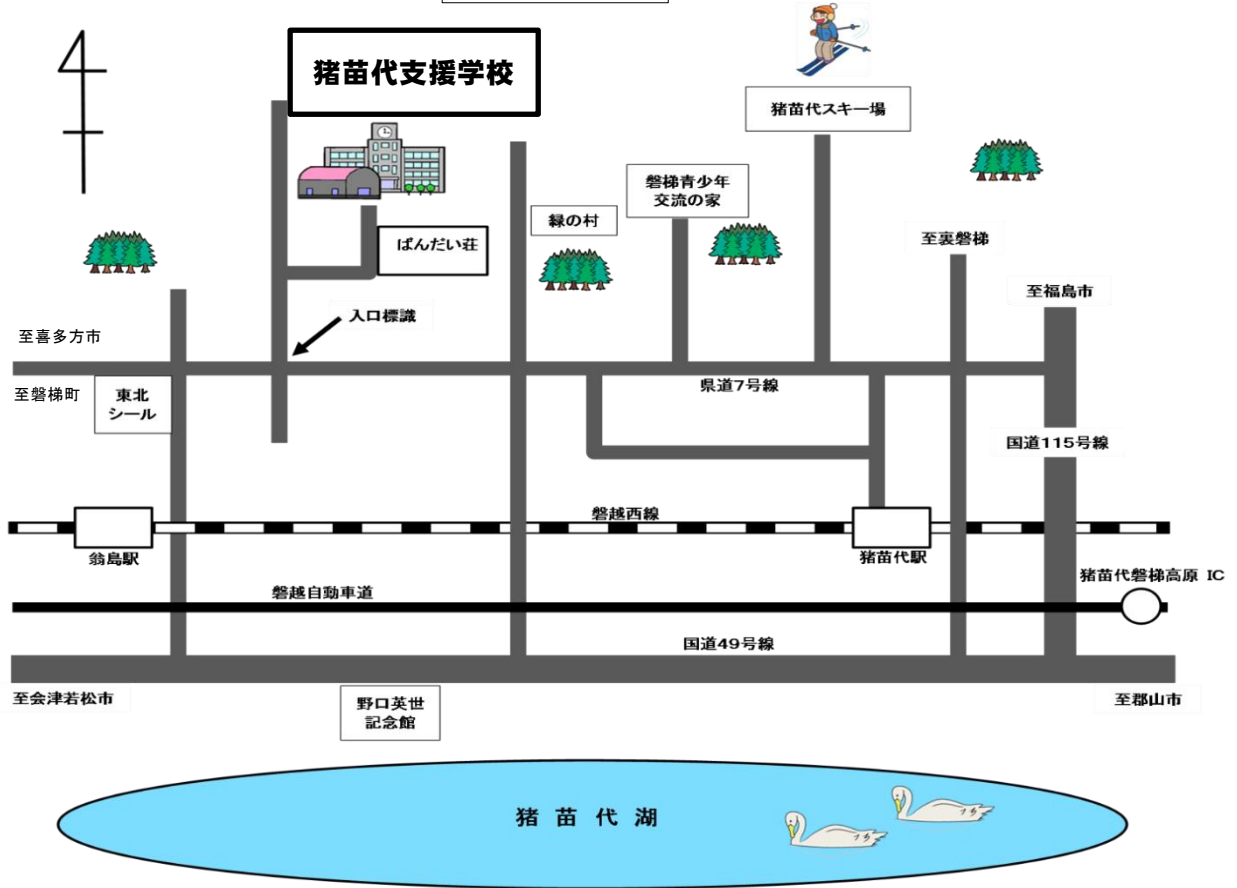 猪苗代支援学校
猪苗代スキー場
磐梯青少年
交流の家
緑の村
ばんだい荘
至裏磐梯
至福島市
入口標識
至喜多方市
県道7号線
至磐梯町
東北
シール
国道115号線
磐越西線
翁島駅
猪苗代駅
猪苗代磐梯高原 IC
磐越自動車道
国道49号線
至会津若松市
野口英世
記念館
至郡山市
猪苗代湖